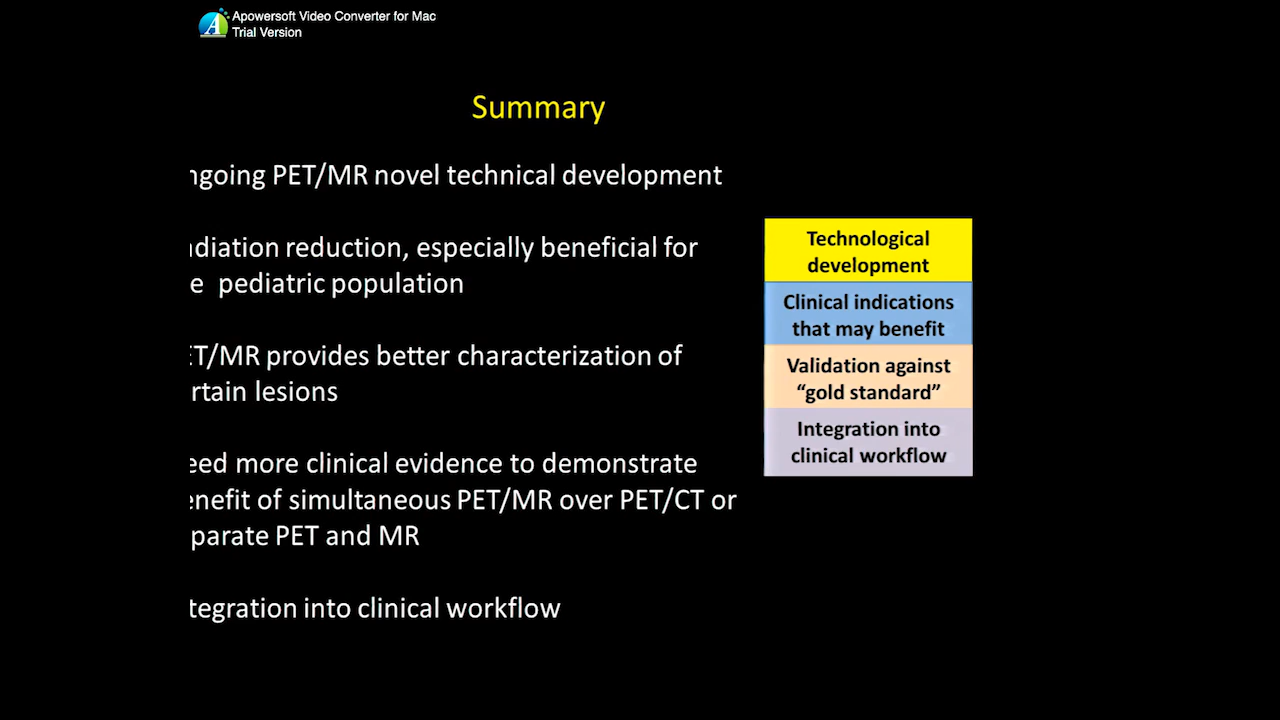 Apowersoft Video Converter for Mac
Trial Version
Summary
ngoing PET/MR novel technical development
diation reduction, especially beneficial for
e pediatric population
ET/MR provides better characterization of
rtain lesions
eed more clinical evidence to demonstrate
enefit of simultaneous PET/MR over PET/CT or
parate PET and MR
tegration into clinical workflow
Technological
development
Clinical indications
that may benefit
Validation against
“gold standard”
Integration into
clinical workflow